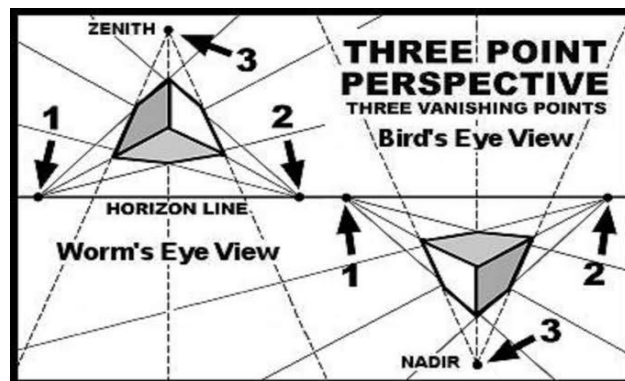 ZENITH
3
THREE POINT
PERSPECTIVE
THREE VANISHING POINTS
Bird's Eye View
1
2
HORIZON LINE
Worm's Eye View
1
2
3
NADIR